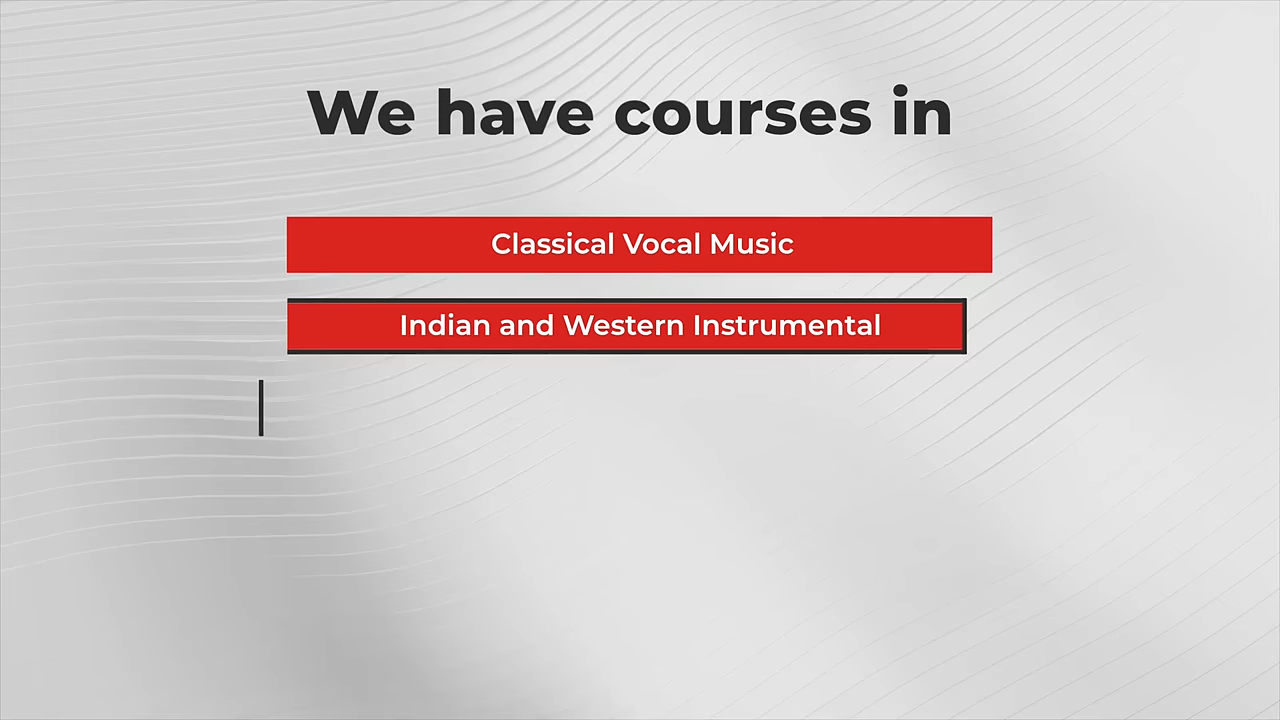 We have courses in
Classical Vocal Music
Indian and Western Instrumental